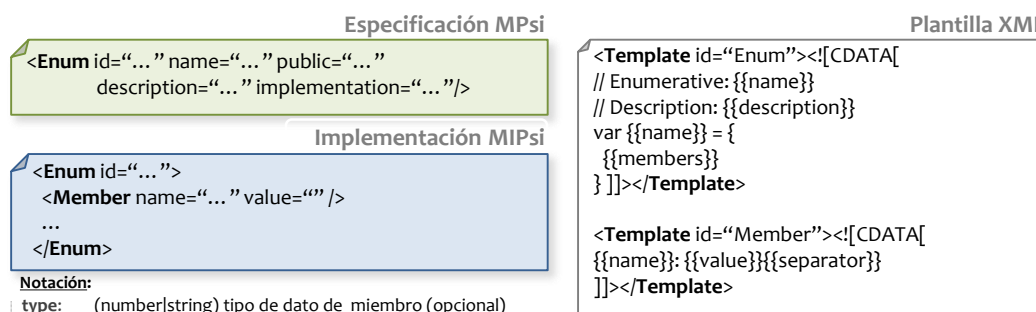 Especificación MPsi
<Enum id=“…” name=“…” public=“…”
description=“…” implementation=“…”/>
Implementación MIPsi
<Enum id=“…”>
<Member name=“…” value=“” />
…
</Enum>
Notación:
type: (number|string) tipo de dato de miembro (opcional)
Plantilla XML
<Template id=“Enum”><![CDATA[
// Enumerative: {{name}}
// Description: {{description}}
var {{name}} = {
{{members}}
} ]]></Template>
<Template id=“Member”><![CDATA[
{{name}}: {{value}}{{separator}}
]]></Template>